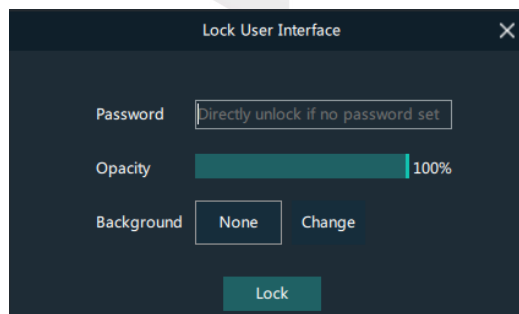 Lock User Interface
Password
Directly unlock if no password set
Opacity
100%
Background
None
Change
Lock